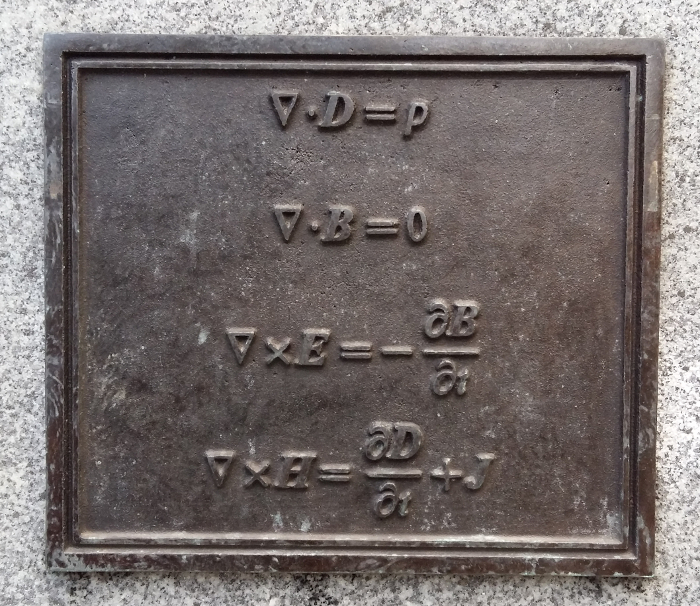 ∇·D=ρ
∇·B=0
∇×E=-∂B/∂t
∇×H=∂D/∂t+J